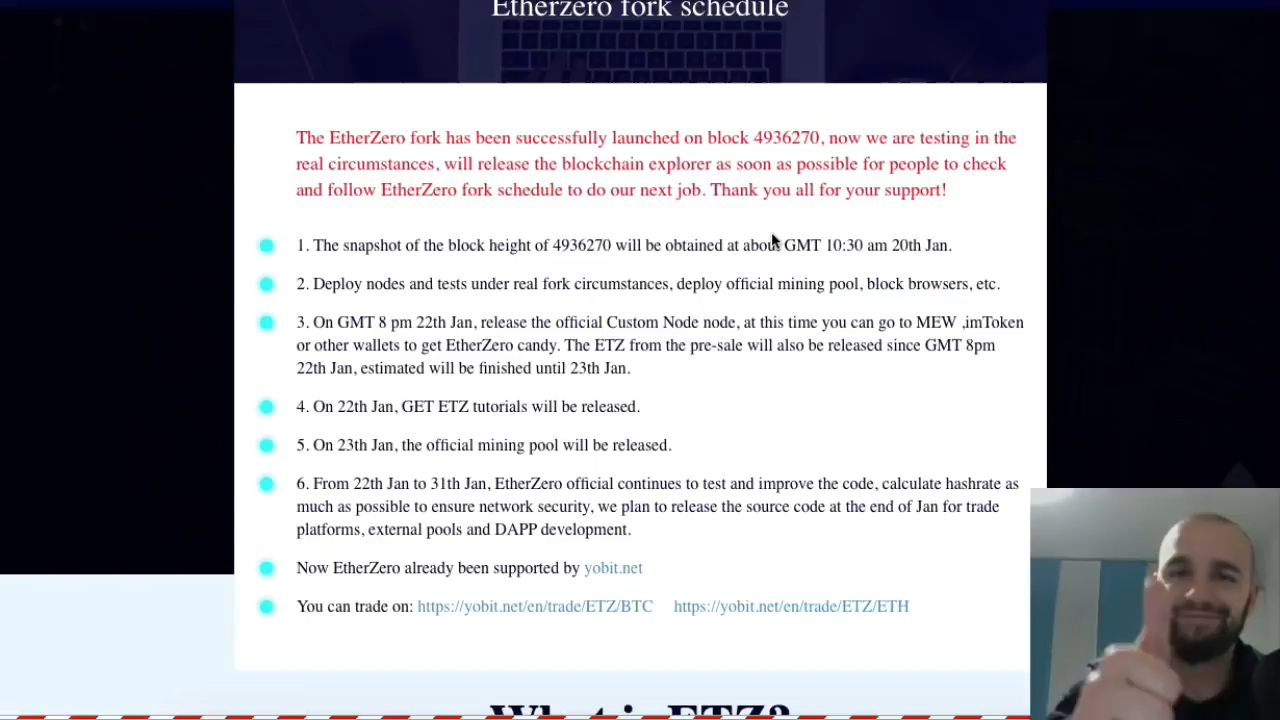 Etherzero fork schedule
The EtherZero fork has been successfully launched on block 4936270, now we are testing in the
real circumstances, will release the blockchain explorer as soon as possible for people to check
and follow EtherZero fork schedule to do our next job. Thank you all for your support!
1. The snapshot of the block height of 4936270 will be obtained at about GMT 10:30 am 20th Jan.
2. Deploy nodes and tests under real fork circumstances, deploy official mining pool, block browsers, etc.
3. On GMT 8 pm 22th Jan, release the official Custom Node node, at this time you can go to MEW ,imToken
or other wallets to get EtherZero candy. The ETZ from the pre-sale will also be released since GMT 8pm
22th Jan, estimated will be finished until 23th Jan.
4. On 22th Jan, GET ETZ tutorials will be released.
5. On 23th Jan, the official mining pool will be released.
6. From 22th Jan to 31th Jan, EtherZero official continues to test and improve the code, calculate hashrate as
much as possible to ensure network security, we plan to release the source code at the end of Jan for trade
platforms, external pools and DAPP development.
Now EtherZero already been supported by yobit.net
You can trade on: https://yobit.net/en/trade/ETZ/BTC https://yobit.net/en/trade/ETZ/ETH
What is ETZ?